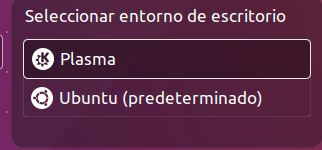 Seleccionar entorno de escritorio
Plasma
Ubuntu (predeterminado)